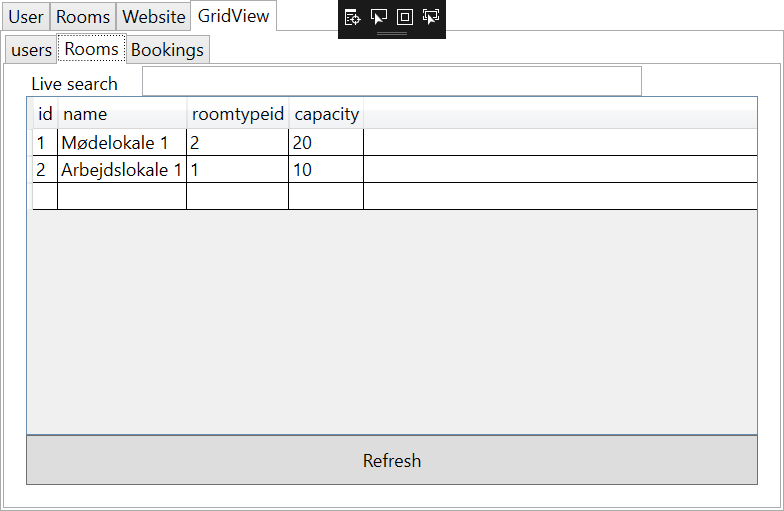 User Rooms Website GridView
users Rooms Bookings
Live search
id name roomtypeid capacity
1 Mødelokale 1 2 20
2 Arbejdslokale 1 1 10
Refresh